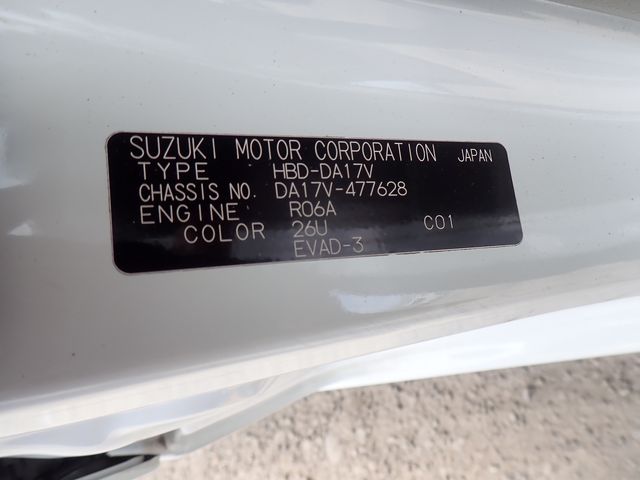 SUZUKI MOTOR CORPORATION JAPAN
TYPE HBD-DA17V
CHASSIS NO. DA17V-477628
ENGINE R06A
COLOR 26U C01
EVAD-3